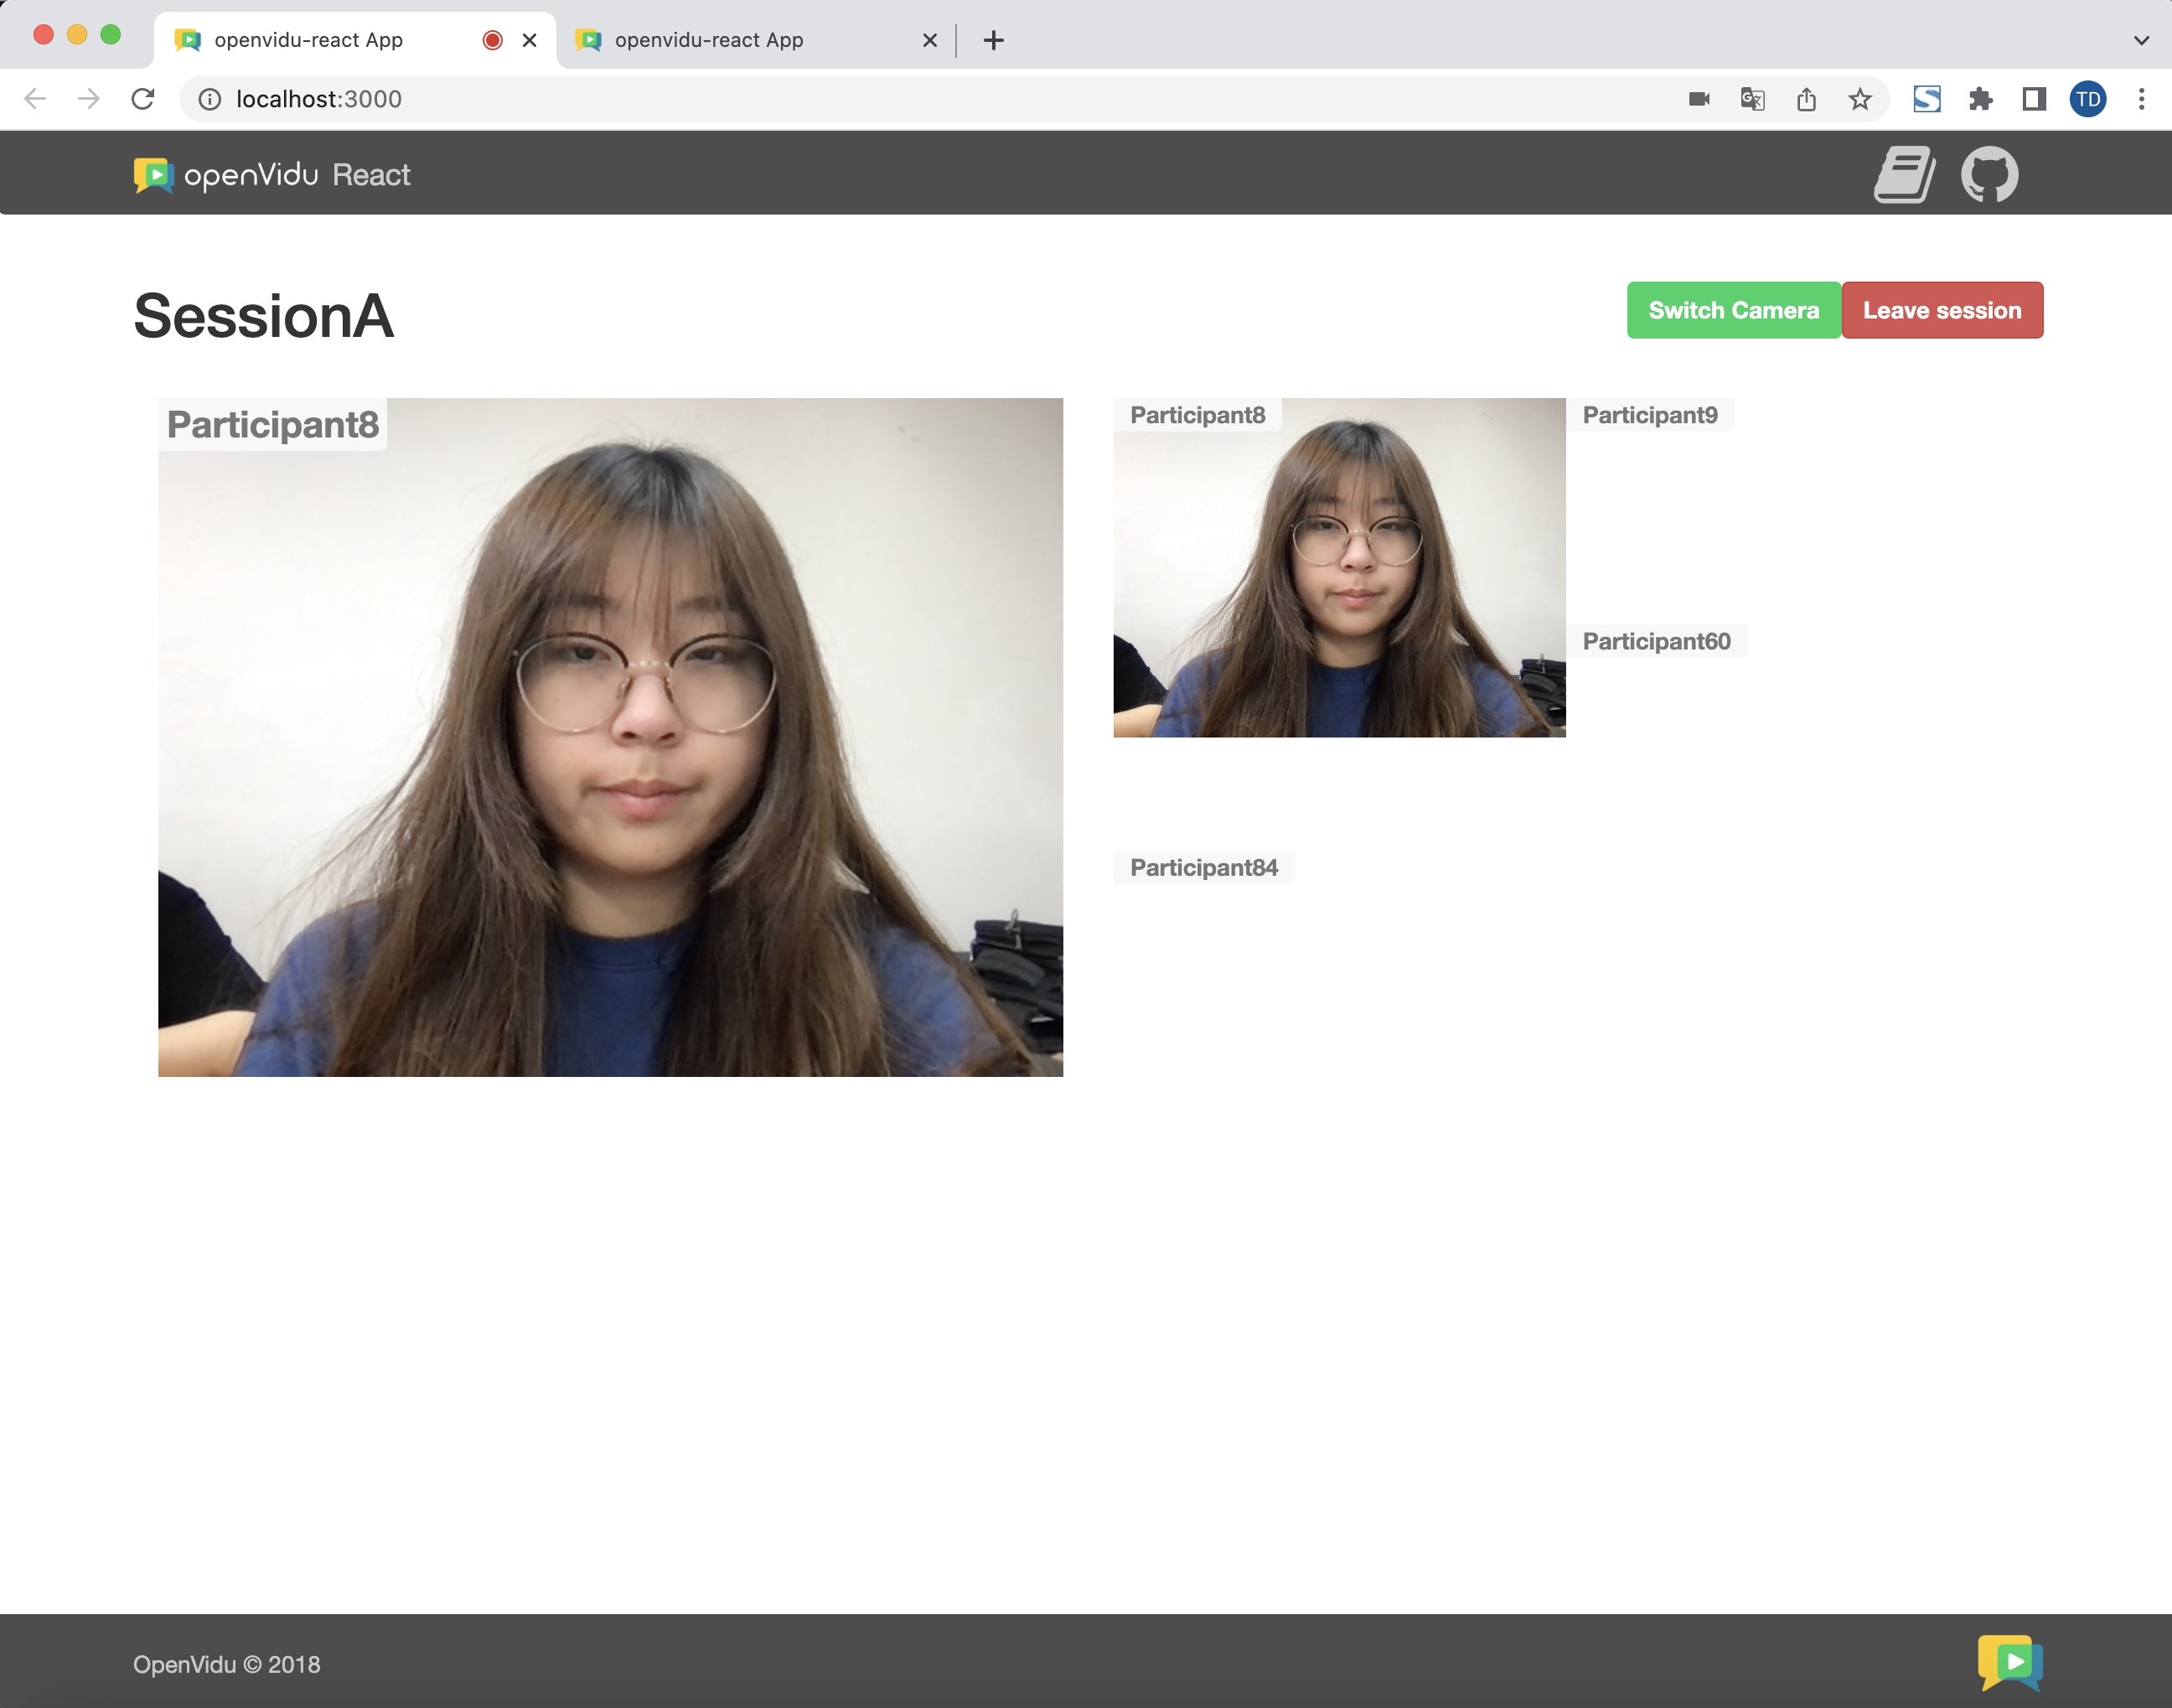 openvidu-react App
openvidu-react App
localhost:3000
TD
openVidu React
SessionA
Switch Camera
Leave session
Participant8
Participant8
Participant9
Participant60
Participant84
OpenVidu © 2018